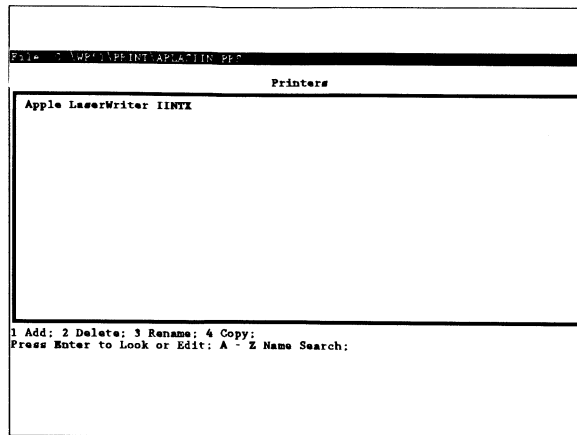 File
Printers
Apple LaserWriter IINTX
1 Add; 2 Delete; 3 Rename; 4 Copy;
Press Enter to Look or Edit; A - Z Name Search;